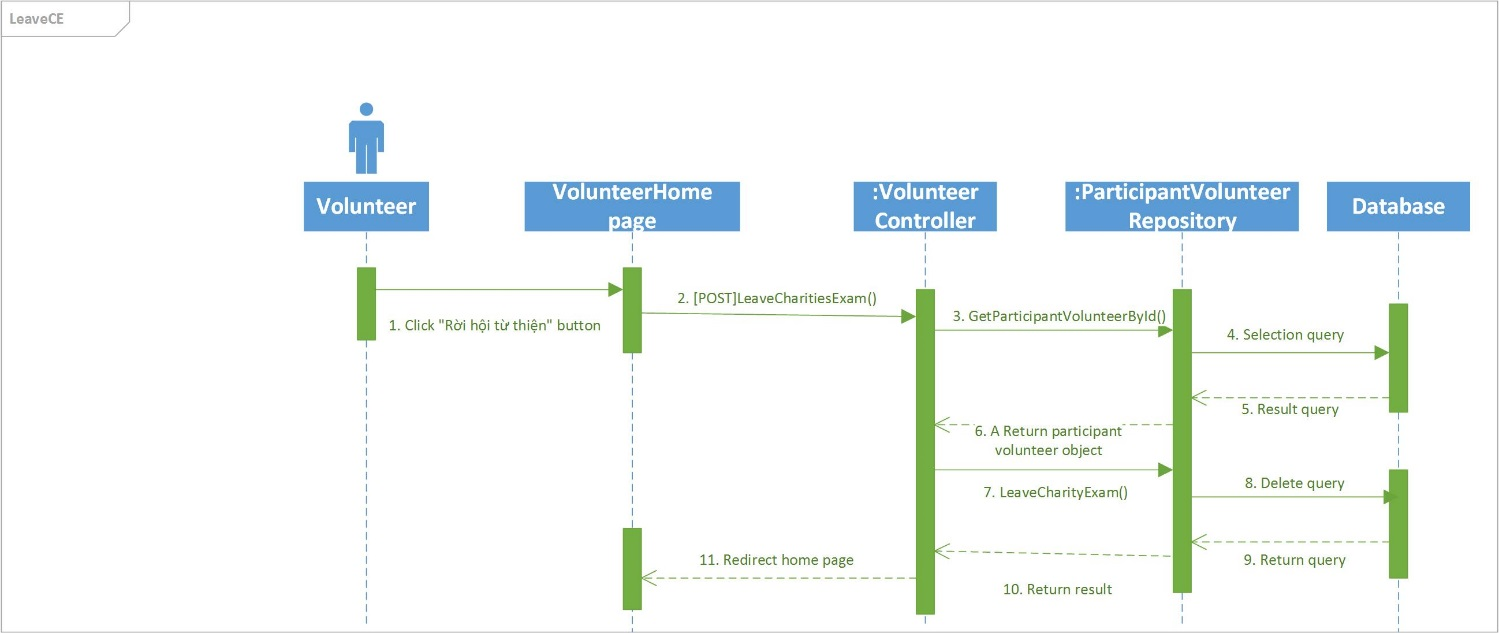 LeaveCE
Volunteer
VolunteerHome
page
:Volunteer
Controller
:ParticipantVolunteer
Repository
Database
1. Click "Rời hội từ thiện" button
2. [POST]LeaveCharitiesExam()
3. GetParticipantVolunteerById()
4. Selection query
5. Result query
6. A Return participant
volunteer object
7. LeaveCharityExam()
8. Delete query
9. Return query
10. Return result
11. Redirect home page